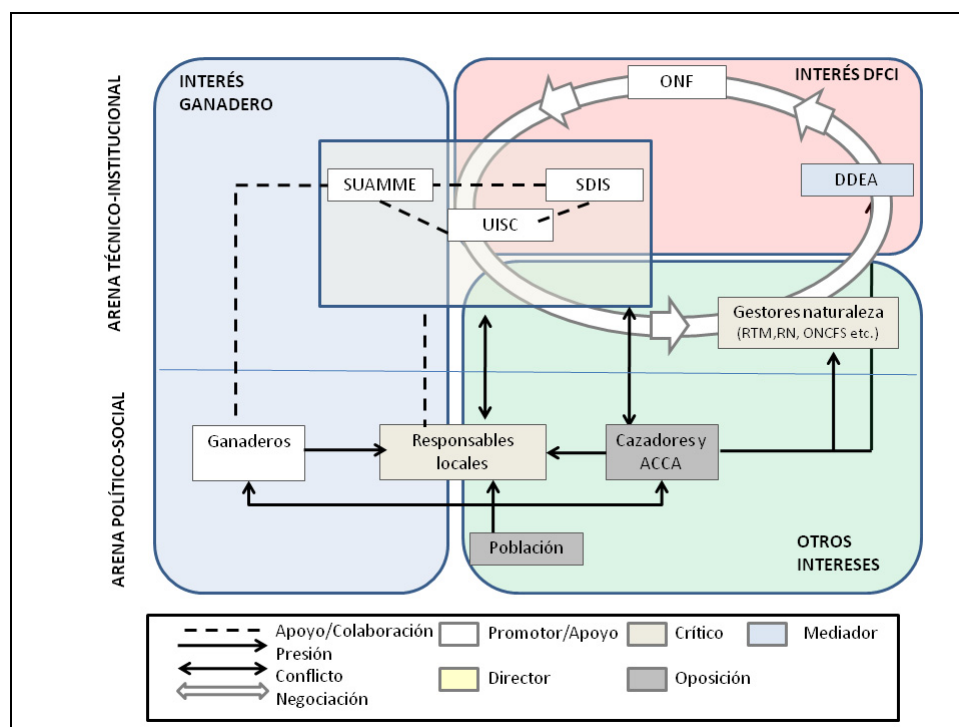 ARENA TÉCNICO-INSTITUCIONAL
ARENA POLÍTICO-SOCIAL
INTERÉS
GANADERO
INTERÉS DFCI
ONF
DDEA
SUAMME
SDIS
UISC
Gestores naturaleza
(RTM,RN, ONCFS etc.)
Ganaderos
Responsables
locales
Cazadores y
ACCA
Población
OTROS
INTERESES
Apoyo/Colaboración
Presión
Conflicto
Negociación
Promotor/Apoyo
Crítico
Mediador
Director
Oposición